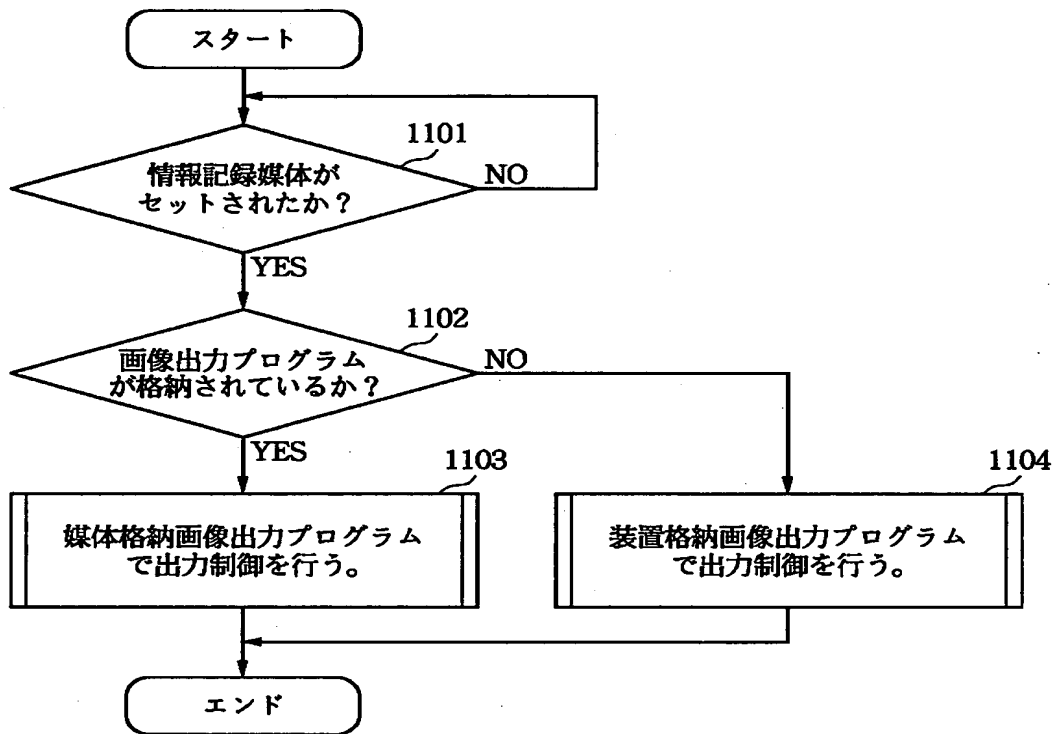 スタート
1101
情報記録媒体が
セットされたか?
NO
YES
1102
画像出力プログラム
が格納されているか?
NO
YES
1103
媒体格納画像出力プログラム
で出力制御を行う。
1104
装置格納画像出力プログラム
で出力制御を行う。
エンド